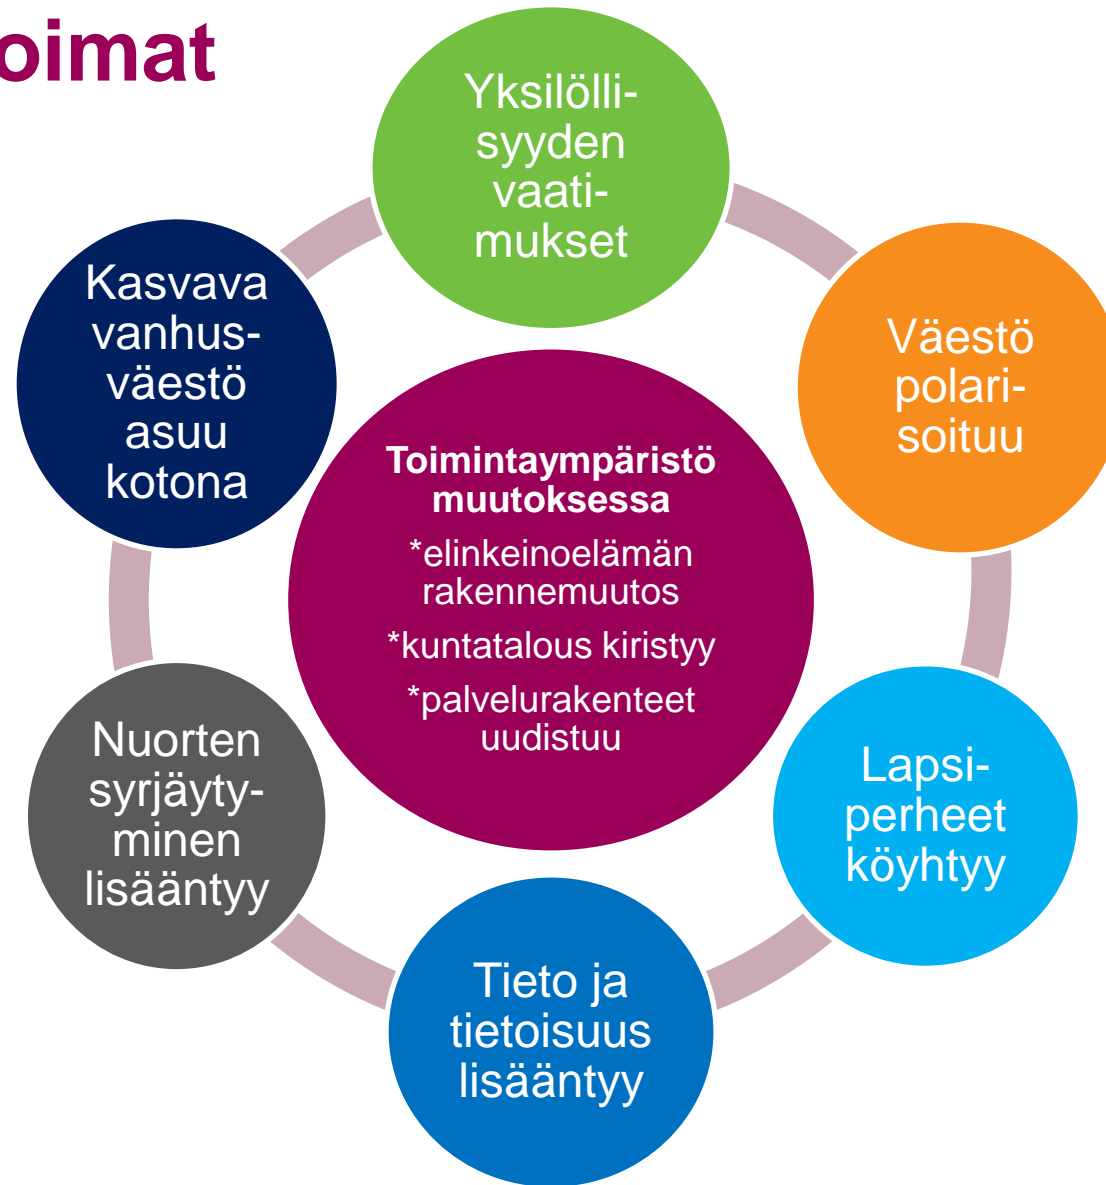 oimat
Yksilölli-
syyden
vaati-
mukset
Väestö
polari-
soituu
Lapsi-
perheet
köyhtyy
Tieto ja
tietoisuus
lisääntyy
Nuorten
syrjäyty-
minen
lisääntyy
Kasvava
vanhus-
väestö
asuu
kotona
Toimintaympäristö
muutoksessa
*elinkeinoelämän
rakennemuutos
*kuntatalous kiristyy
*palvelurakenteet
uudistuu